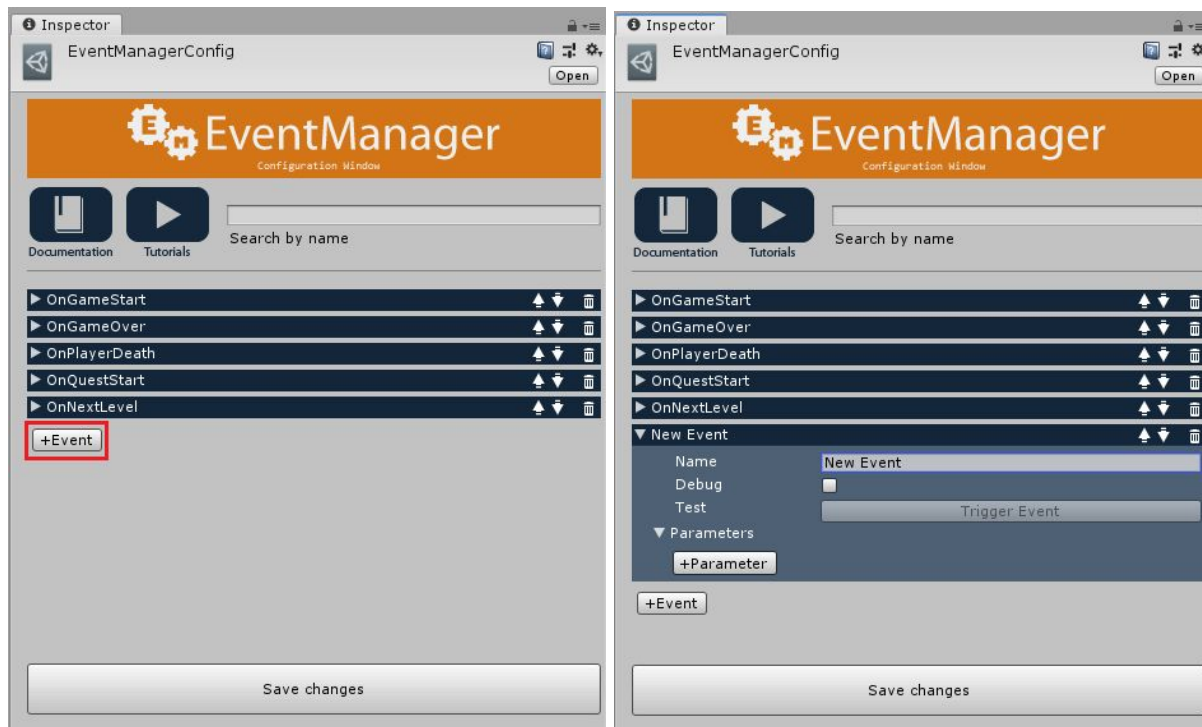 Inspector
EventManagerConfig
Open
EM EventManager
Configuration Window
Documentation
Tutorials
Search by name
OnGameStart
OnGameOver
OnPlayerDeath
OnQuestStart
OnNextLevel
+Event
Save changes
Inspector
EventManagerConfig
Open
EM EventManager
Configuration Window
Documentation
Tutorials
Search by name
OnGameStart
OnGameOver
OnPlayerDeath
OnQuestStart
OnNextLevel
New Event
Name New Event
Debug
Test Trigger Event
Parameters
+Parameter
+Event
Save changes